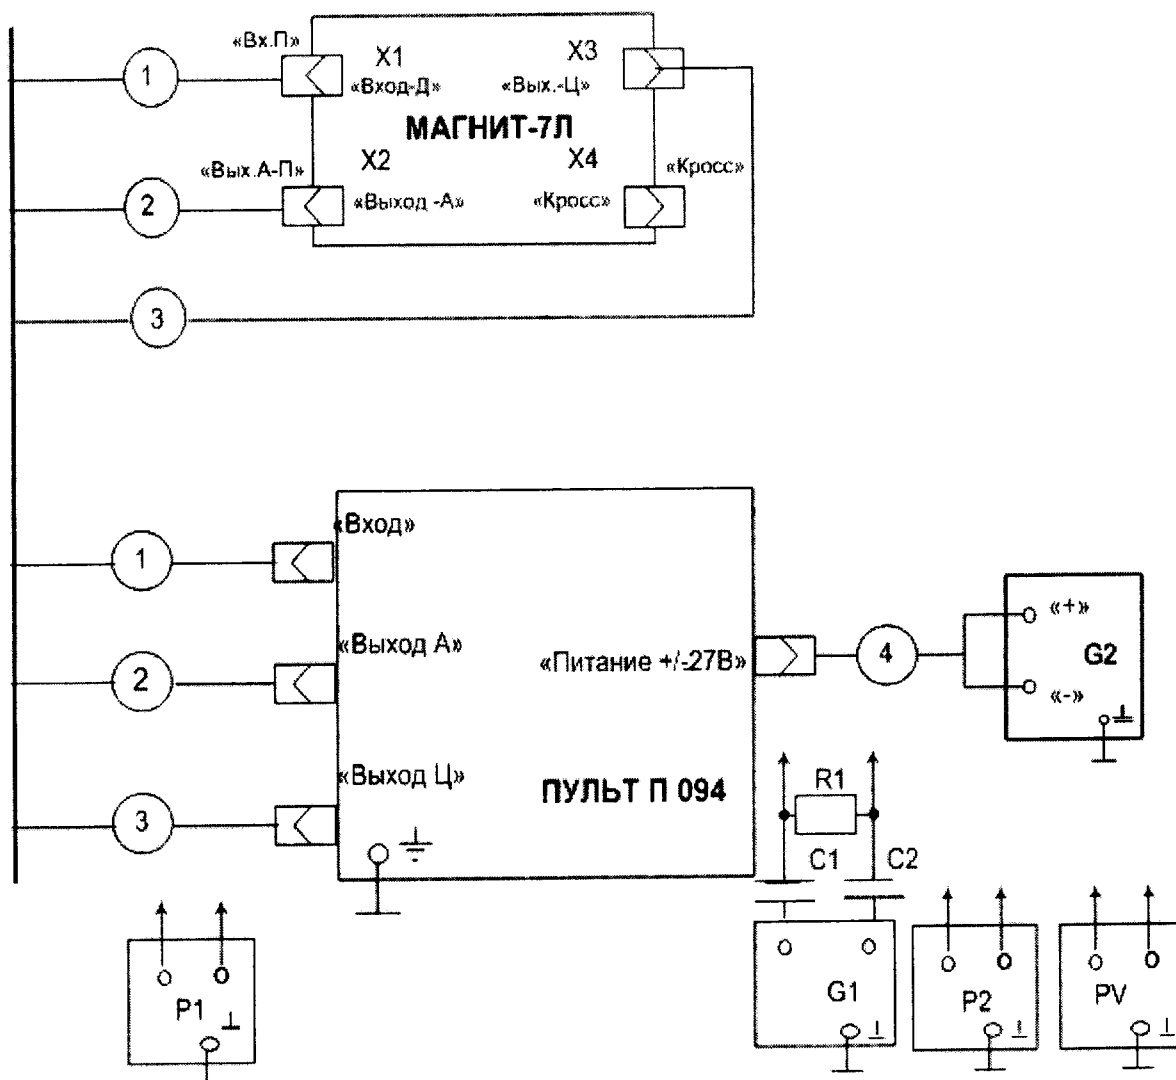 «Вх.П»
1
X1
X3
«Вход-Д»
«Вых.-Ц»
МАГНИТ-7Л
«Вых.А-П»
X2
X4
«Кросс»
2
«Выход -А»
«Кросс»
3
«Вход»
1
«Выход А»
«Питание +/-27В»
2
4
«+»
G2
«-»
«Выход Ц»
3
ПУЛЬТ П 094
R1
C1
C2
P1
G1
P2
PV